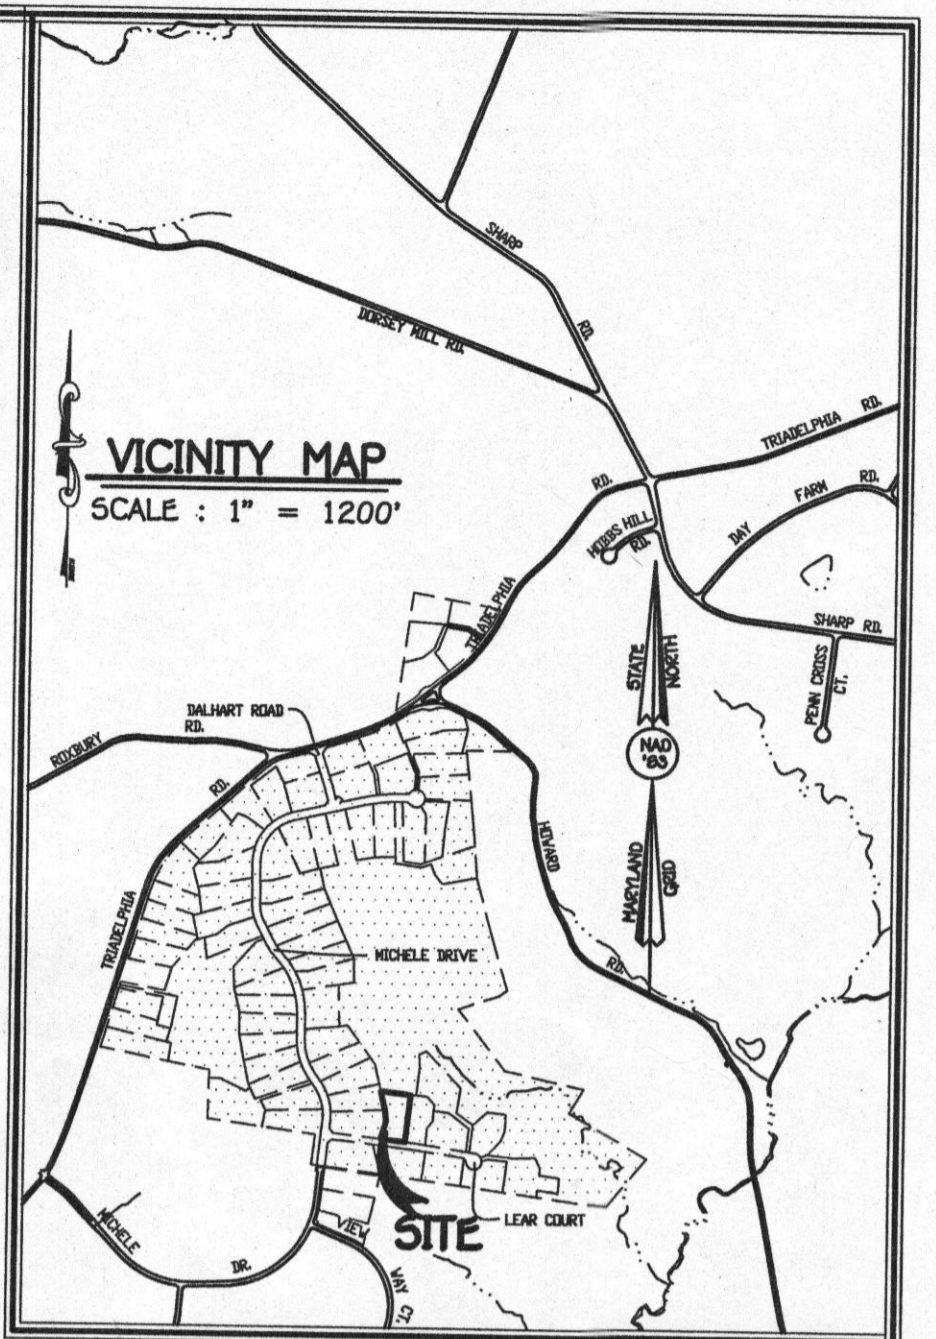 SHARP
RD.
DORSEY MILL RD.
VICINITY MAP
SCALE : 1" = 1200'
TRIADELPHIA RD.
RD.
DAY FARM RD.
HOBBS HILL
RD.
TRIADELPHIA
SHARP RD.
STATE
NORTH
PENN CROSS
CT.
DALHART ROAD
RD.
ROXBURY
NAD
'83
RD.
HOWARD
MARYLAND
GRID
TRIADELPHIA
MICHELE DRIVE
RD.
SITE
LEAR COURT
MICHELE
VIEW
DR.
WAY CT.